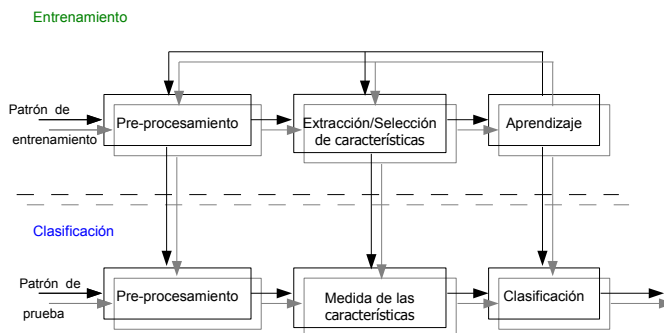 Entrenamiento
Patrón de
entrenamiento
Pre-procesamiento
Extracción/Selección
de características
Aprendizaje
Clasificación
Patrón de
prueba
Pre-procesamiento
Medida de las
características
Clasificación